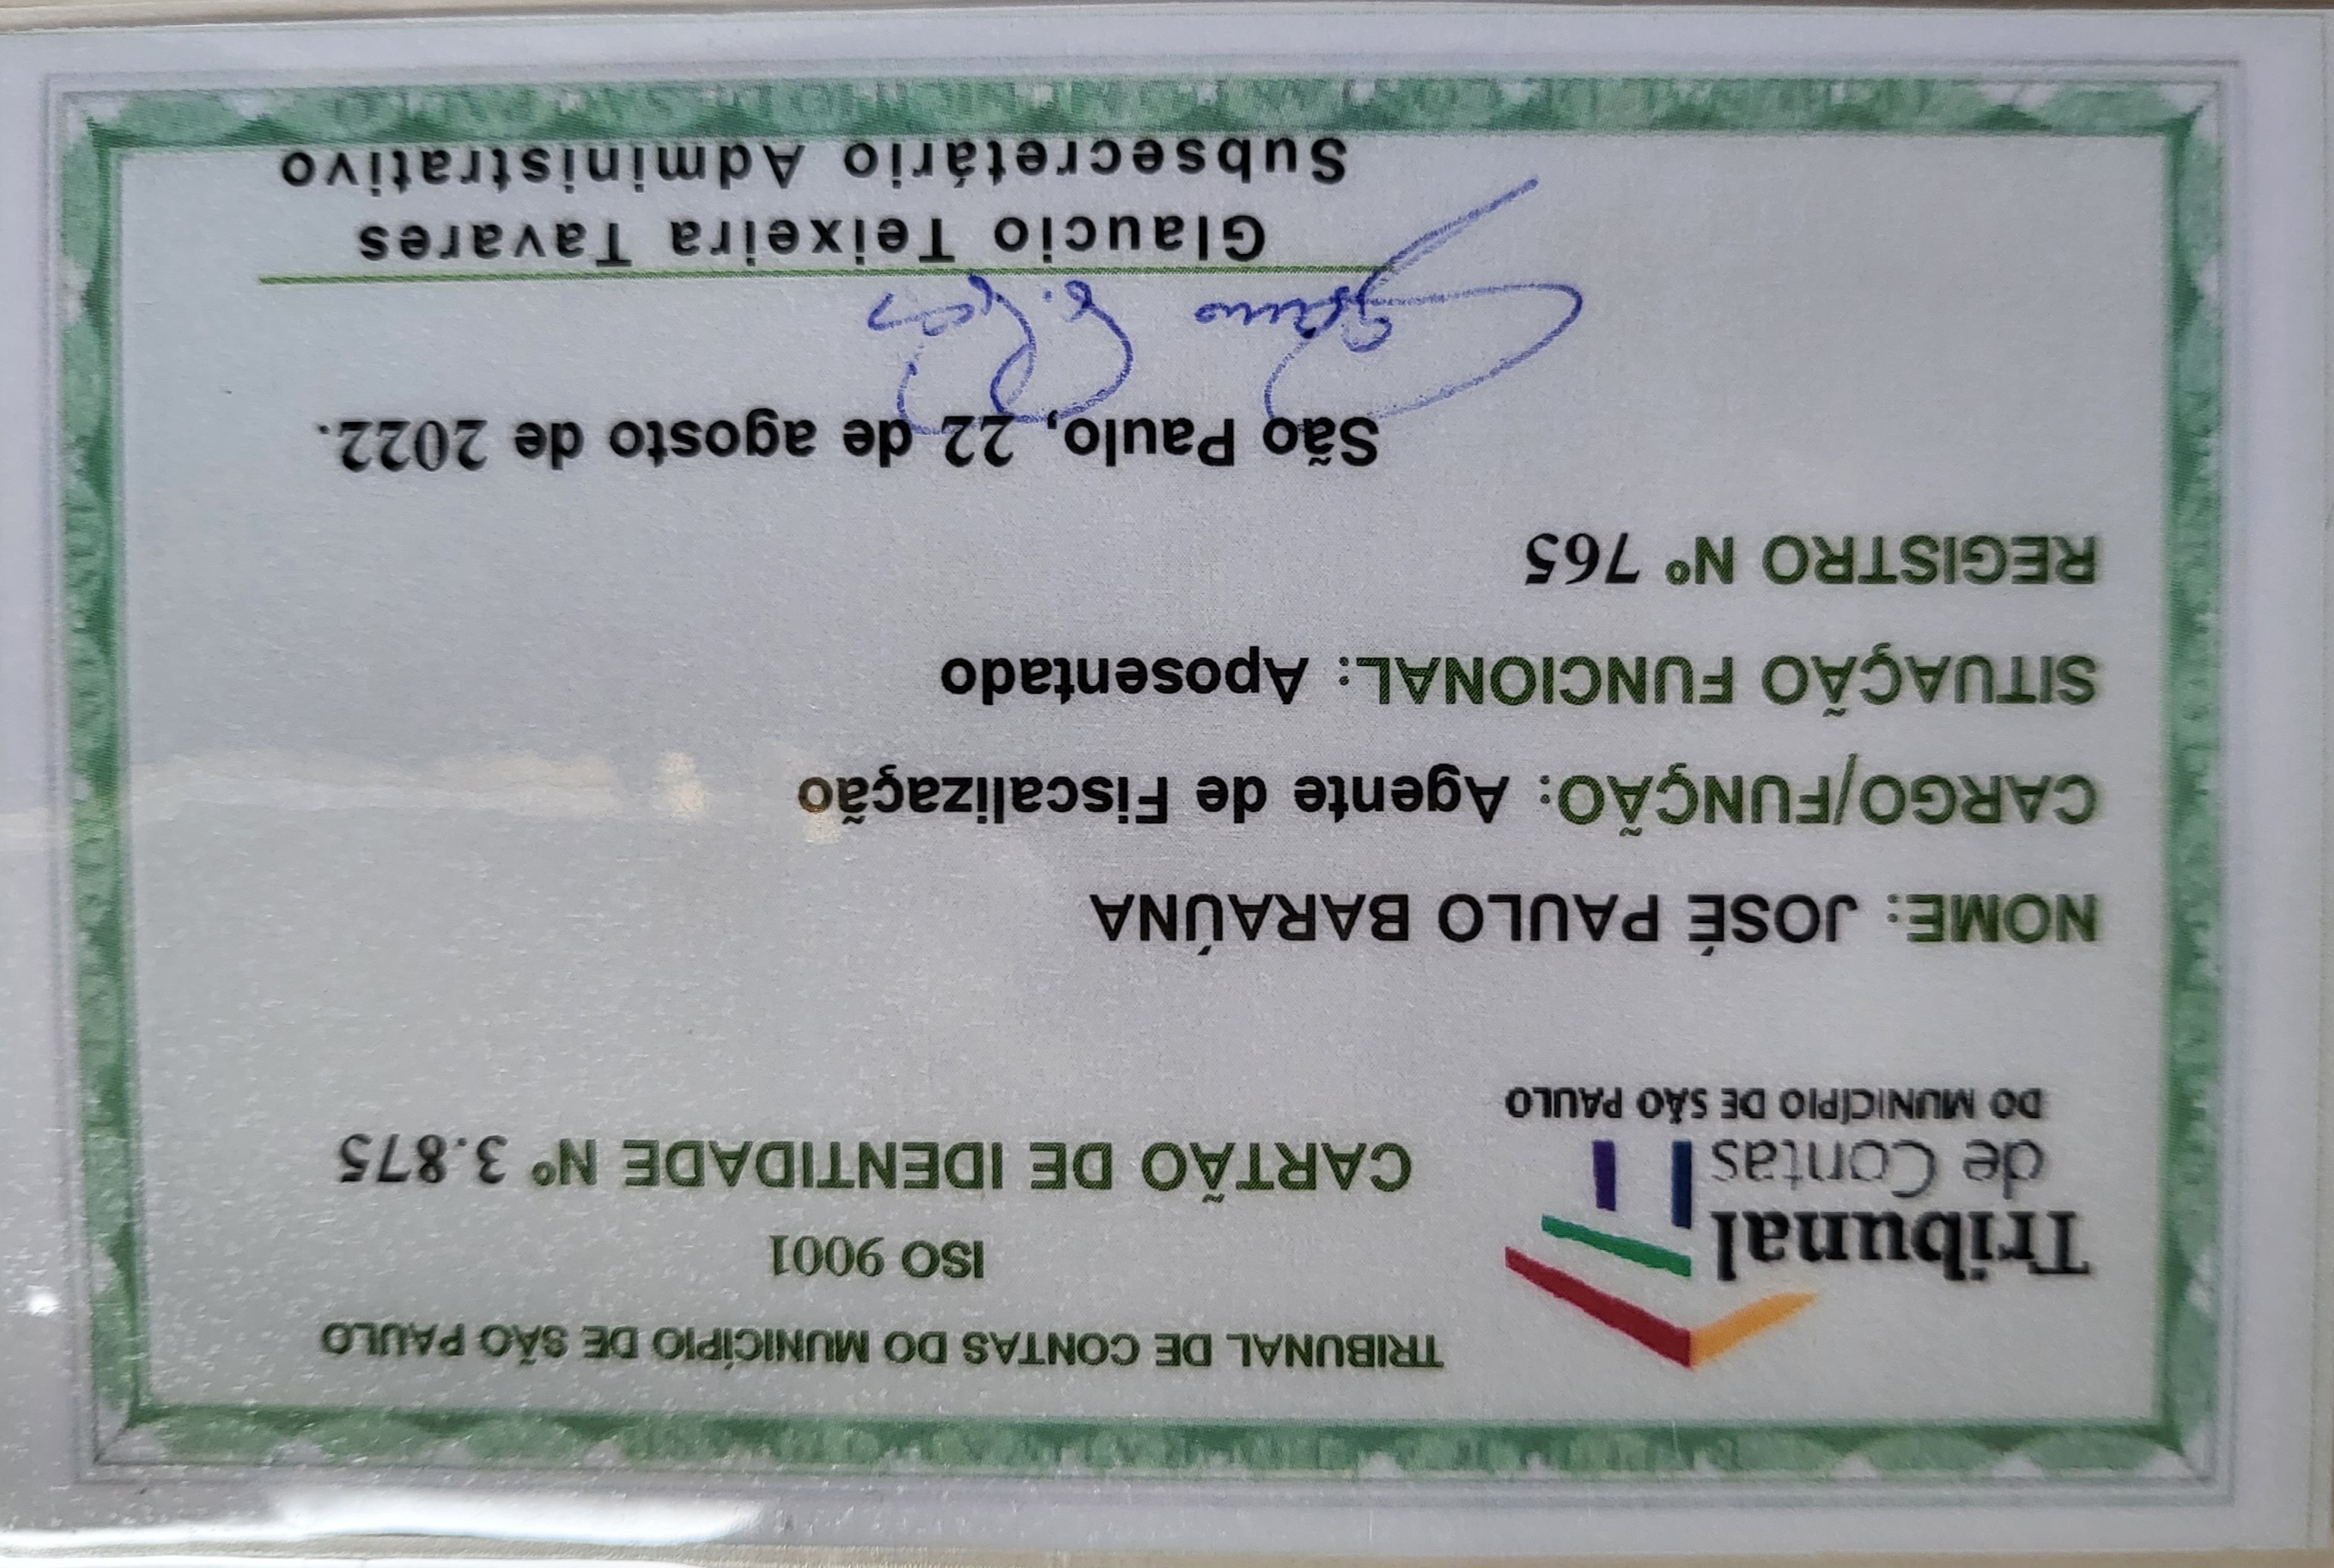 TRIBUNAL DE CONTAS DO MUNICÍPIO DE SÃO PAULO
ISO 9001
Tribunal
de Contas
DO MUNICÍPIO DE SÃO PAULO
CARTÃO DE IDENTIDADE Nº 3.875
NOME: JOSÉ PAULO BARAÚNA
CARGO/FUNÇÃO: Agente de Fiscalização
SITUAÇÃO FUNCIONAL: Aposentado
REGISTRO Nº 765
São Paulo, 22 de agosto de 2022.
Glaucio Teixeira Tavares
Subsecretário Administrativo